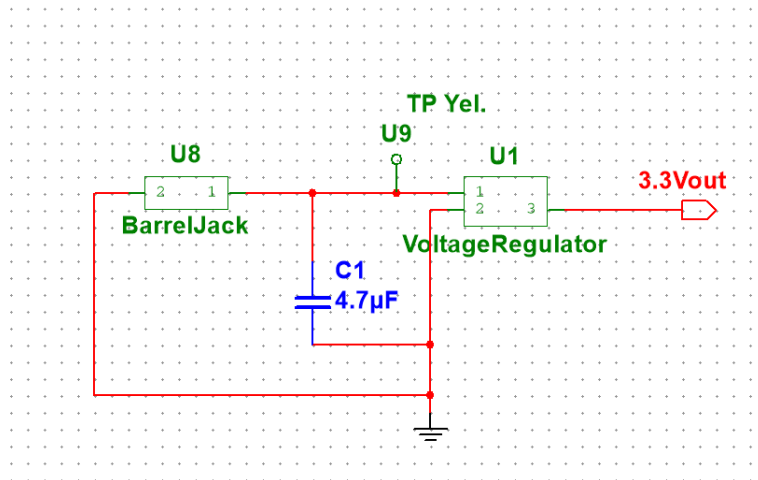 TP Yel.
U9
U8
U1
3.3Vout
2 1
1
2 3
BarrelJack
VoltageRegulator
C1
4.7µF